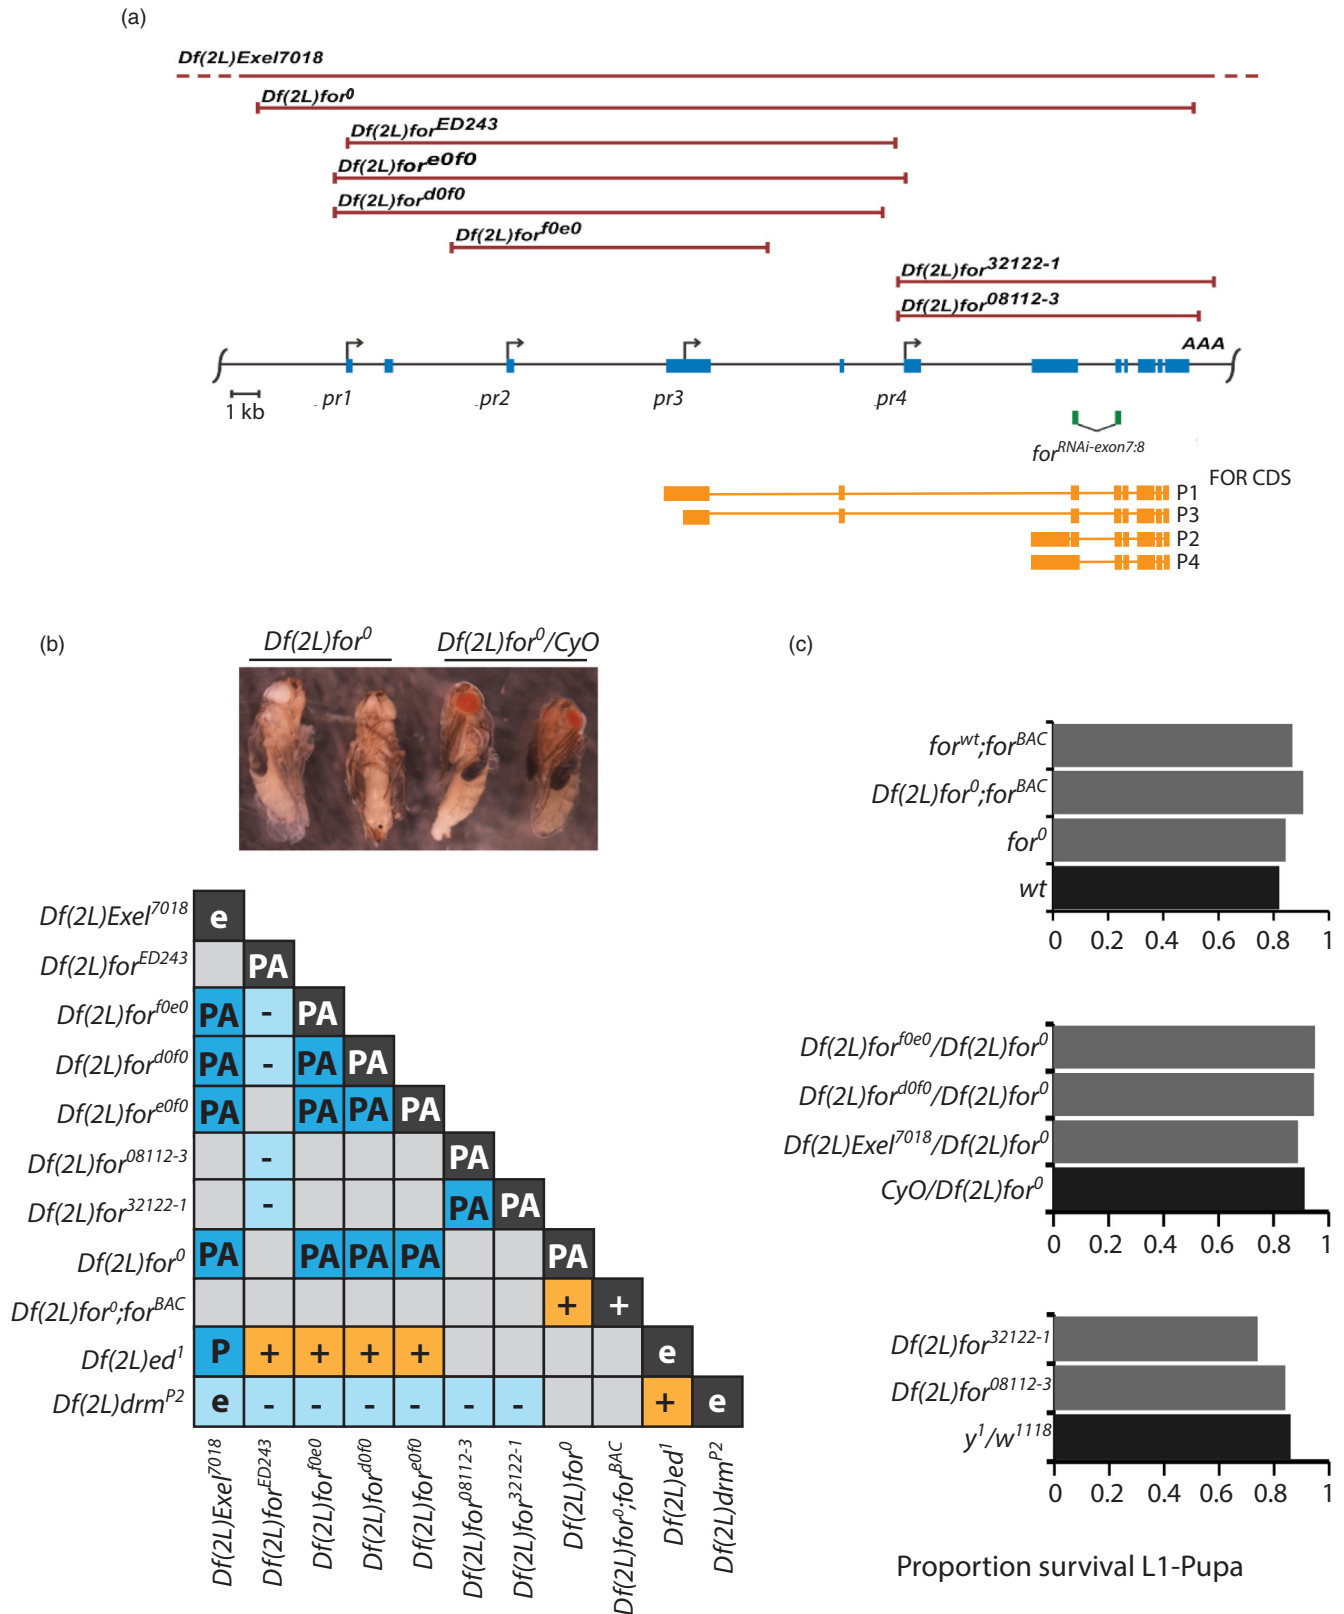 (a)
Df(2L)Exel7018
Df(2L)for0
Df(2L)forED243
Df(2L)fore0f0
Df(2L)ford0f0
Df(2L)forf0e0
Df(2L)for32122-1
Df(2L)for08112-3
AAA
1 kb
pr1
pr2
pr3
pr4
forRNAi-exon7:8
FOR CDS
P1
P3
P2
P4
(b)
Df(2L)for0
Df(2L)for0/CyO
Df(2L)Exel7018 e
Df(2L)forED243 PA
Df(2L)forf0e0 PA - PA
Df(2L)ford0f0 PA - PA PA
Df(2L)fore0f0 PA PA PA PA
Df(2L)for08112-3 - PA
Df(2L)for32122-1 - PA PA
Df(2L)for0 PA PA PA PA PA
Df(2L)for0;forBAC + +
Df(2L)ed1 P + + + + e
Df(2L)drmP2 e - - - - - - + e
Df(2L)Exel7018
Df(2L)forED243
Df(2L)forf0e0
Df(2L)ford0f0
Df(2L)fore0f0
Df(2L)for08112-3
Df(2L)for32122-1
Df(2L)for0
Df(2L)for0;forBAC
Df(2L)ed1
Df(2L)drmP2
(c)
forwt;forBAC
Df(2L)for0;forBAC
for0
wt
0 0.2 0.4 0.6 0.8 1
Df(2L)forf0e0/Df(2L)for0
Df(2L)ford0f0/Df(2L)for0
Df(2L)Exel7018/Df(2L)for0
CyO/Df(2L)for0
0 0.2 0.4 0.6 0.8 1
Df(2L)for32122-1
Df(2L)for08112-3
y1/w1118
0 0.2 0.4 0.6 0.8 1
Proportion survival L1-Pupa